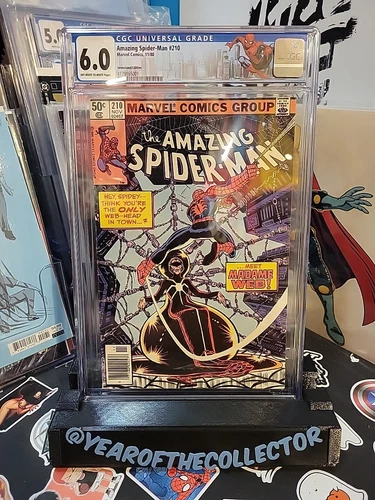 CGC UNIVERSAL GRADE
6.0
Amazing Spider-Man #210
Marvel Comics, 11/80
50¢
210
NOV
MARVEL COMICS GROUP
the AMAZING
SPIDER-MAN
HEY, SPIDEY--
THINK YOU'RE
THE ONLY
WEB-HEAD
IN TOWN...?
...MEET
MADAME
WEB!
@YEAROFTHECOLLECTOR